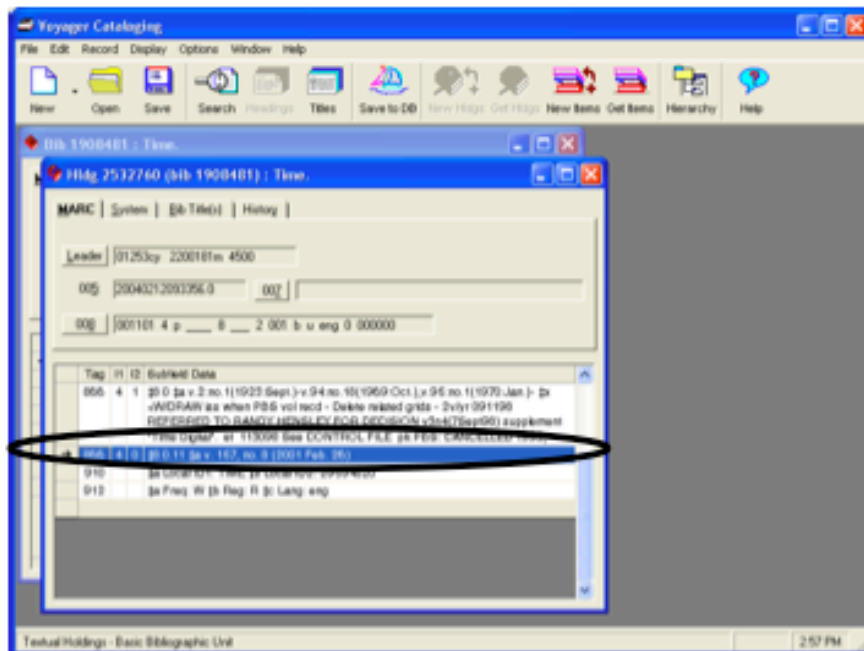 Voyager Cataloging
File Edit Record Display Options Window Help
New Open Save Search Headings Titles Save to DB New Hldgs Get Hldgs New Items Get Items Hierarchy Help
Bib 1908481 : Time.
Hldg 2532760 (bib 1908481) : Time.
MARC System Bib Title(s) History
Leader 01253cy 2200181m 4500
005 20040212093356.0 007
008 001101 4 p ___ 8 ___ 2 001 b u eng 0 000000
Tag I1 I2 Subfield Data
866 4 1 ‡8 0 ‡a v.2:no.1(1923:Sept.)-v.94:no.18(1969:Oct.),v.95:no.1(1970:Jan.)- ‡x
REFERRED TO RANDY HENSLEY FOR DECISION supplement
"Time Digital". See CONTROL FILE
866 4 0 ‡8 0.11 ‡a v. 157, no. 8 (2001 Feb. 26)
910 ‡a Location:
912 ‡a Freq: W ‡b Reg: R ‡c Lang: eng
Textual Holdings - Basic Bibliographic Unit 2:57 PM